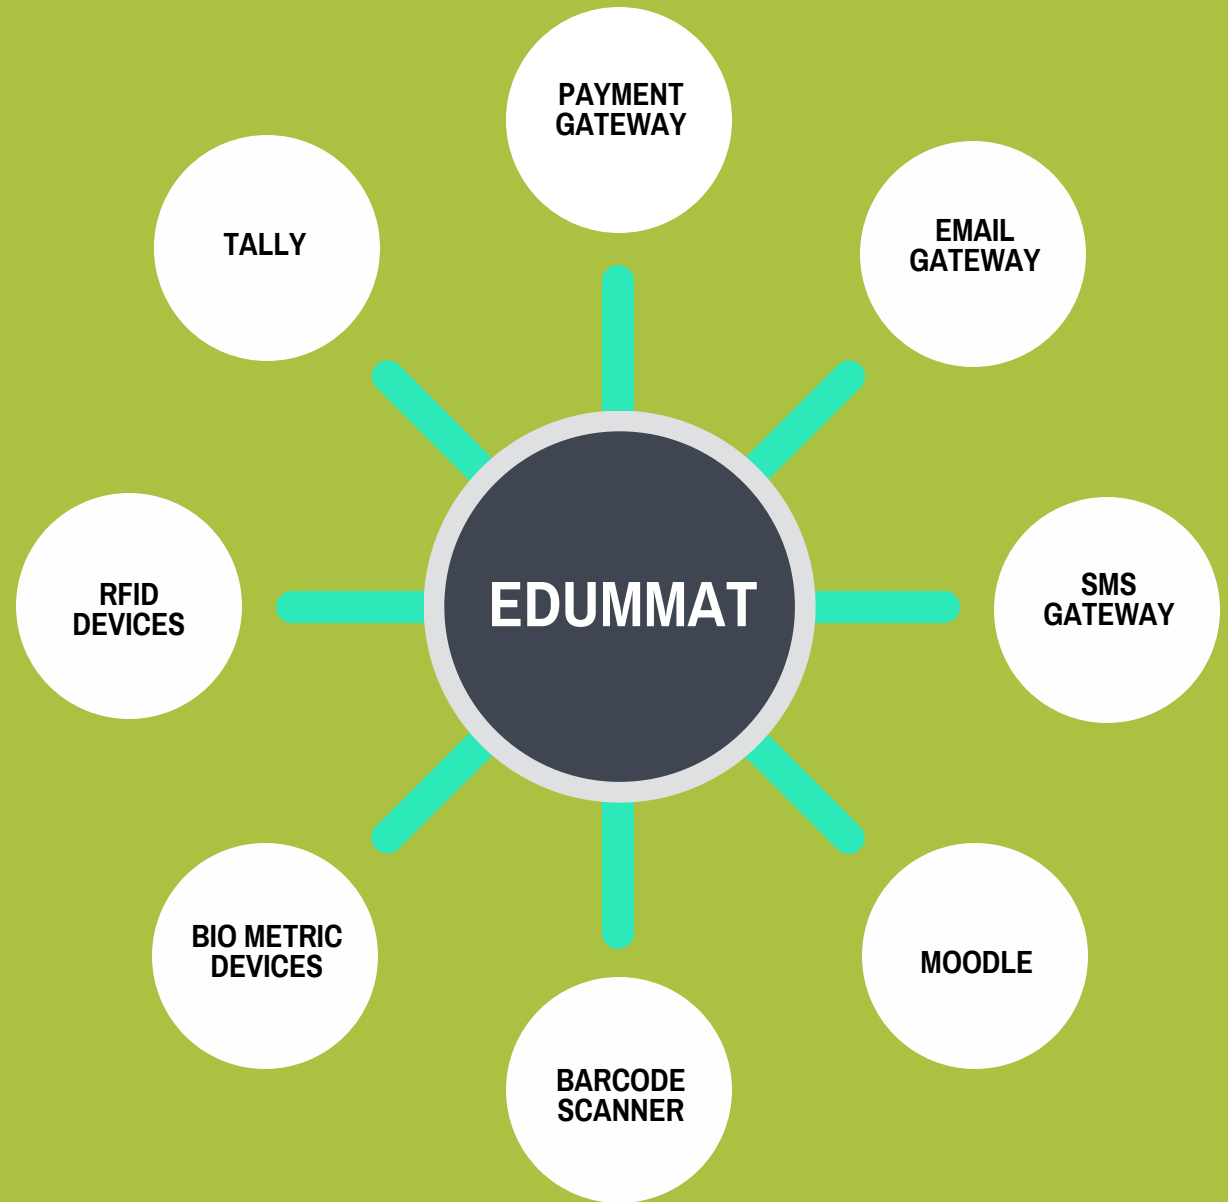 PAYMENT
GATEWAY
EMAIL
GATEWAY
TALLY
SMS
GATEWAY
EDUMMAT
RFID
DEVICES
BIO METRIC
DEVICES
MOODLE
BARCODE
SCANNER